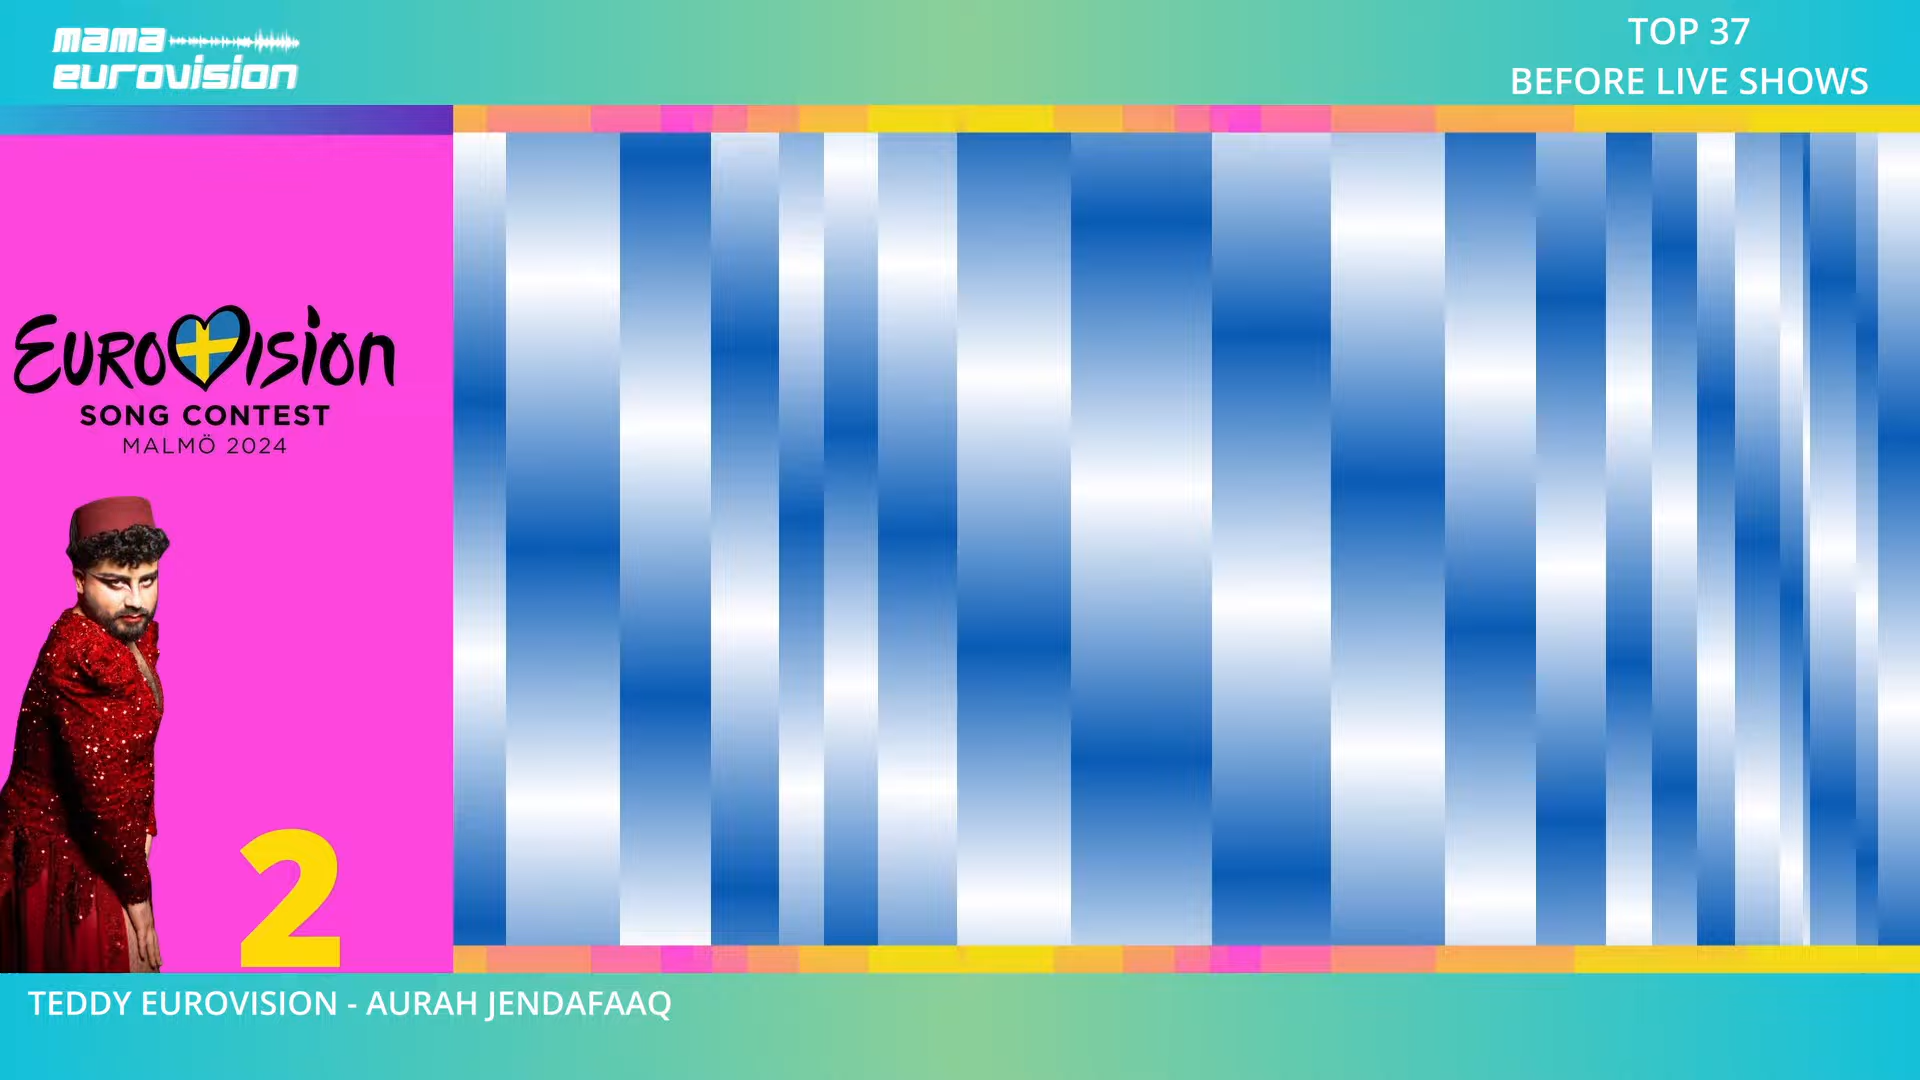 mama
eurovision
TOP 37
BEFORE LIVE SHOWS
EUROVISION
SONG CONTEST
MALMÖ 2024
2
TEDDY EUROVISION - AURAH JENDAFAAQ